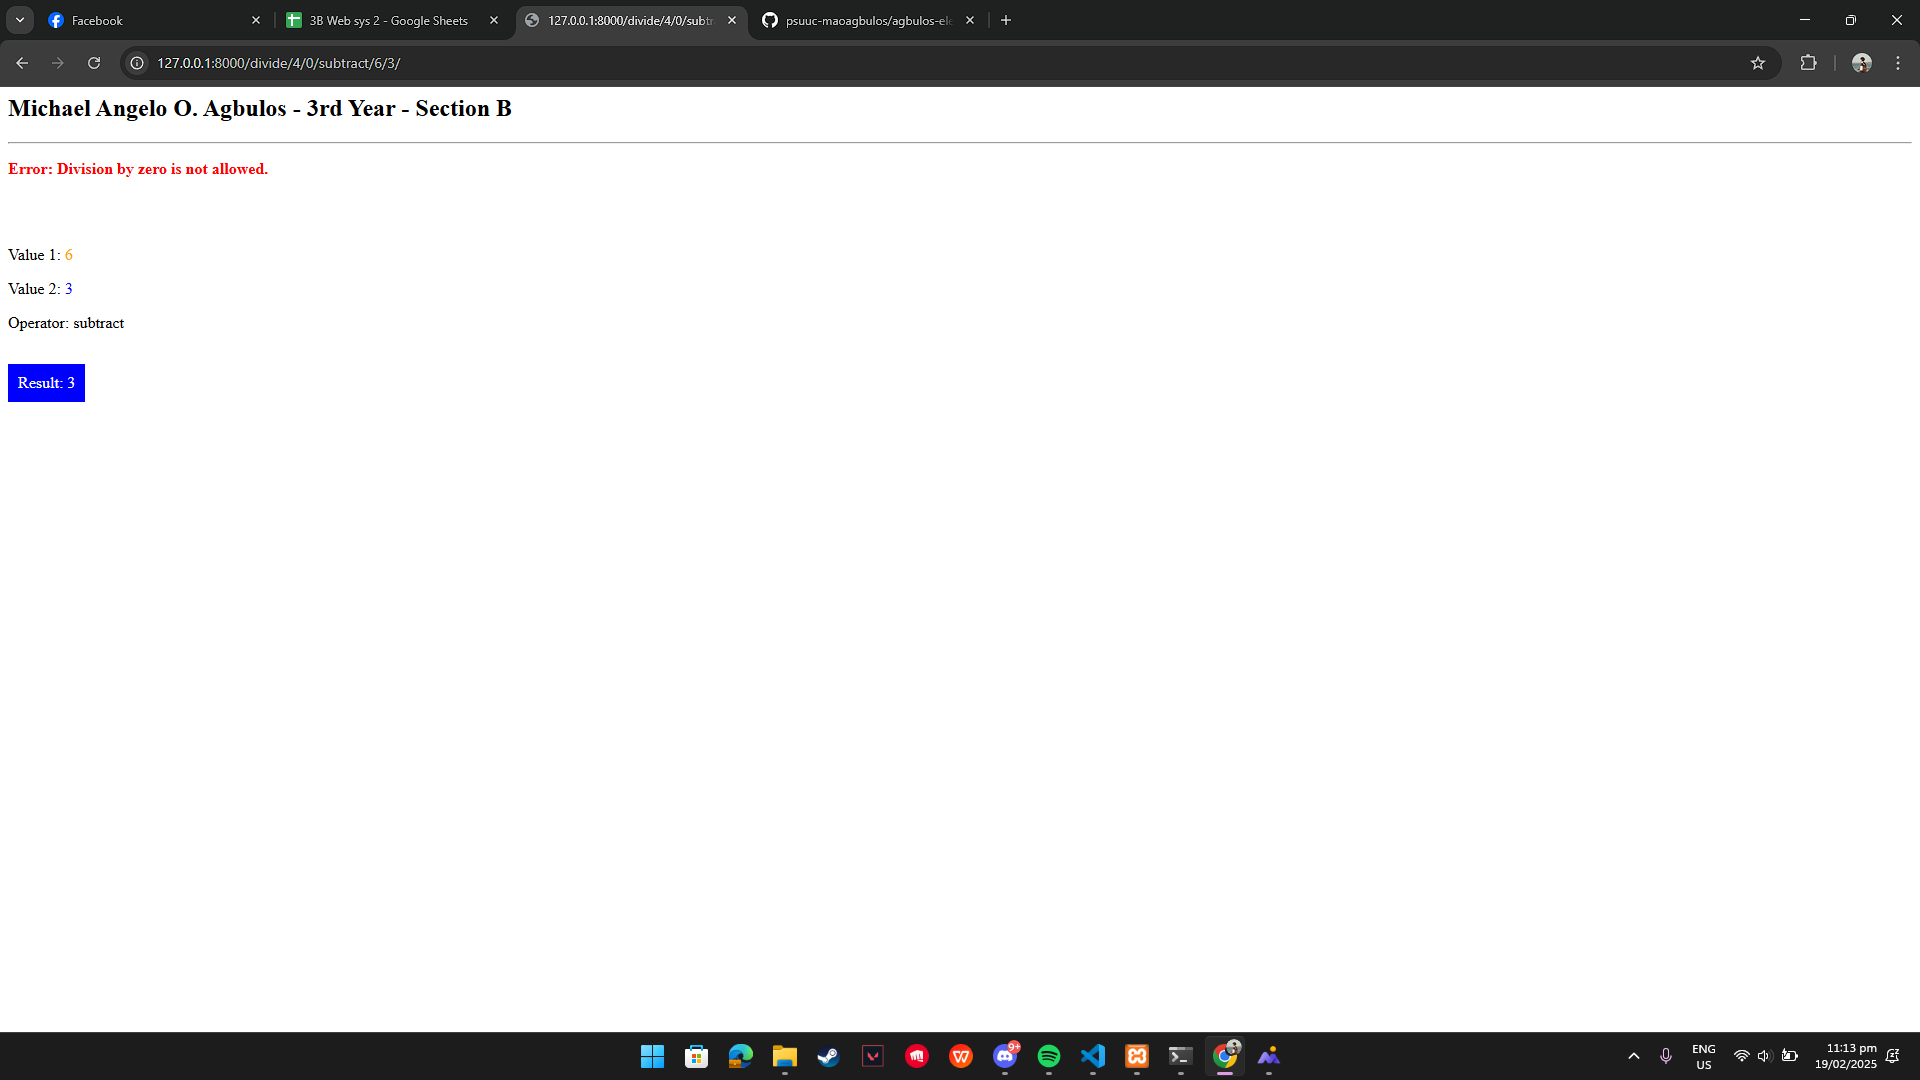 Facebook
3B Web sys 2 - Google Sheets
127.0.0.1:8000/divide/4/0/subtr
psuuc-maoagbulos/agbulos-ele
127.0.0.1:8000/divide/4/0/subtract/6/3/
Michael Angelo O. Agbulos - 3rd Year - Section B
Error: Division by zero is not allowed.
Value 1: 6
Value 2: 3
Operator: subtract
Result: 3
9+
ENG
US
11:13 pm
19/02/2025